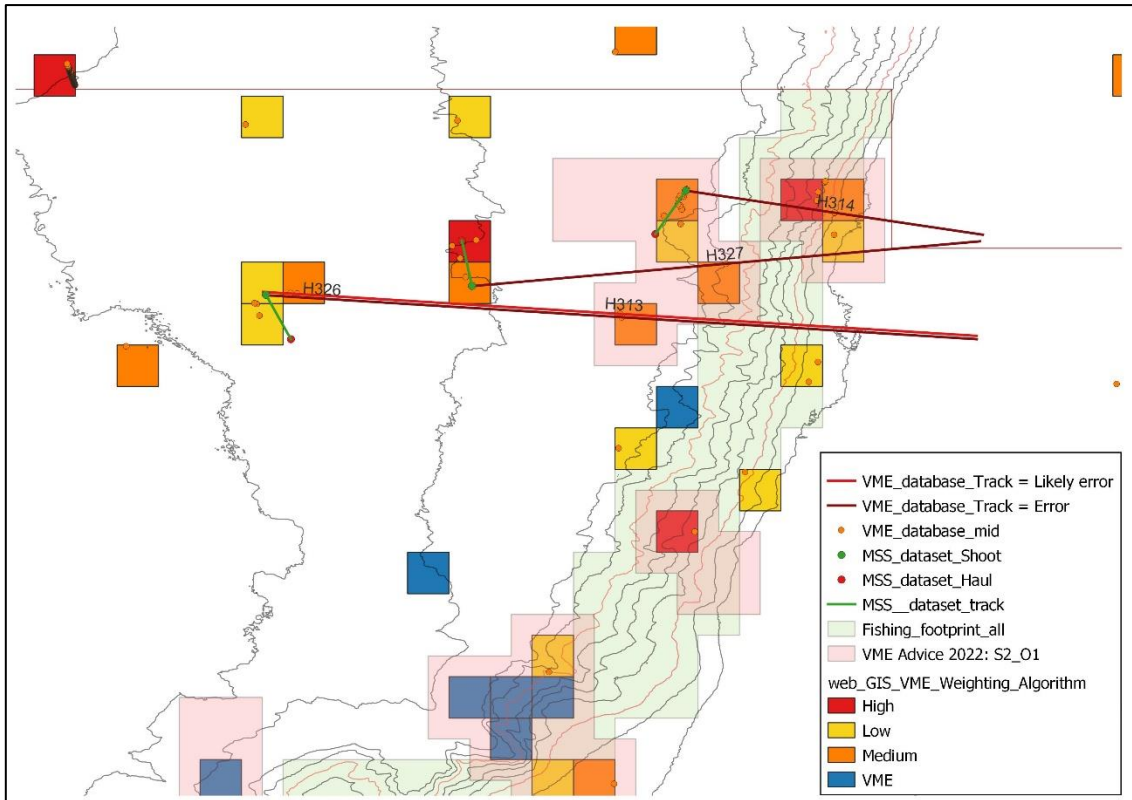 H314
H327
H326
H313
VME_database_Track = Likely error
VME_database_Track = Error
VME_database_mid
MSS_dataset_Shoot
MSS_dataset_Haul
MSS__dataset_track
Fishing_footprint_all
VME Advice 2022: S2_O1
web_GIS_VME_Weighting_Algorithm
High
Low
Medium
VME